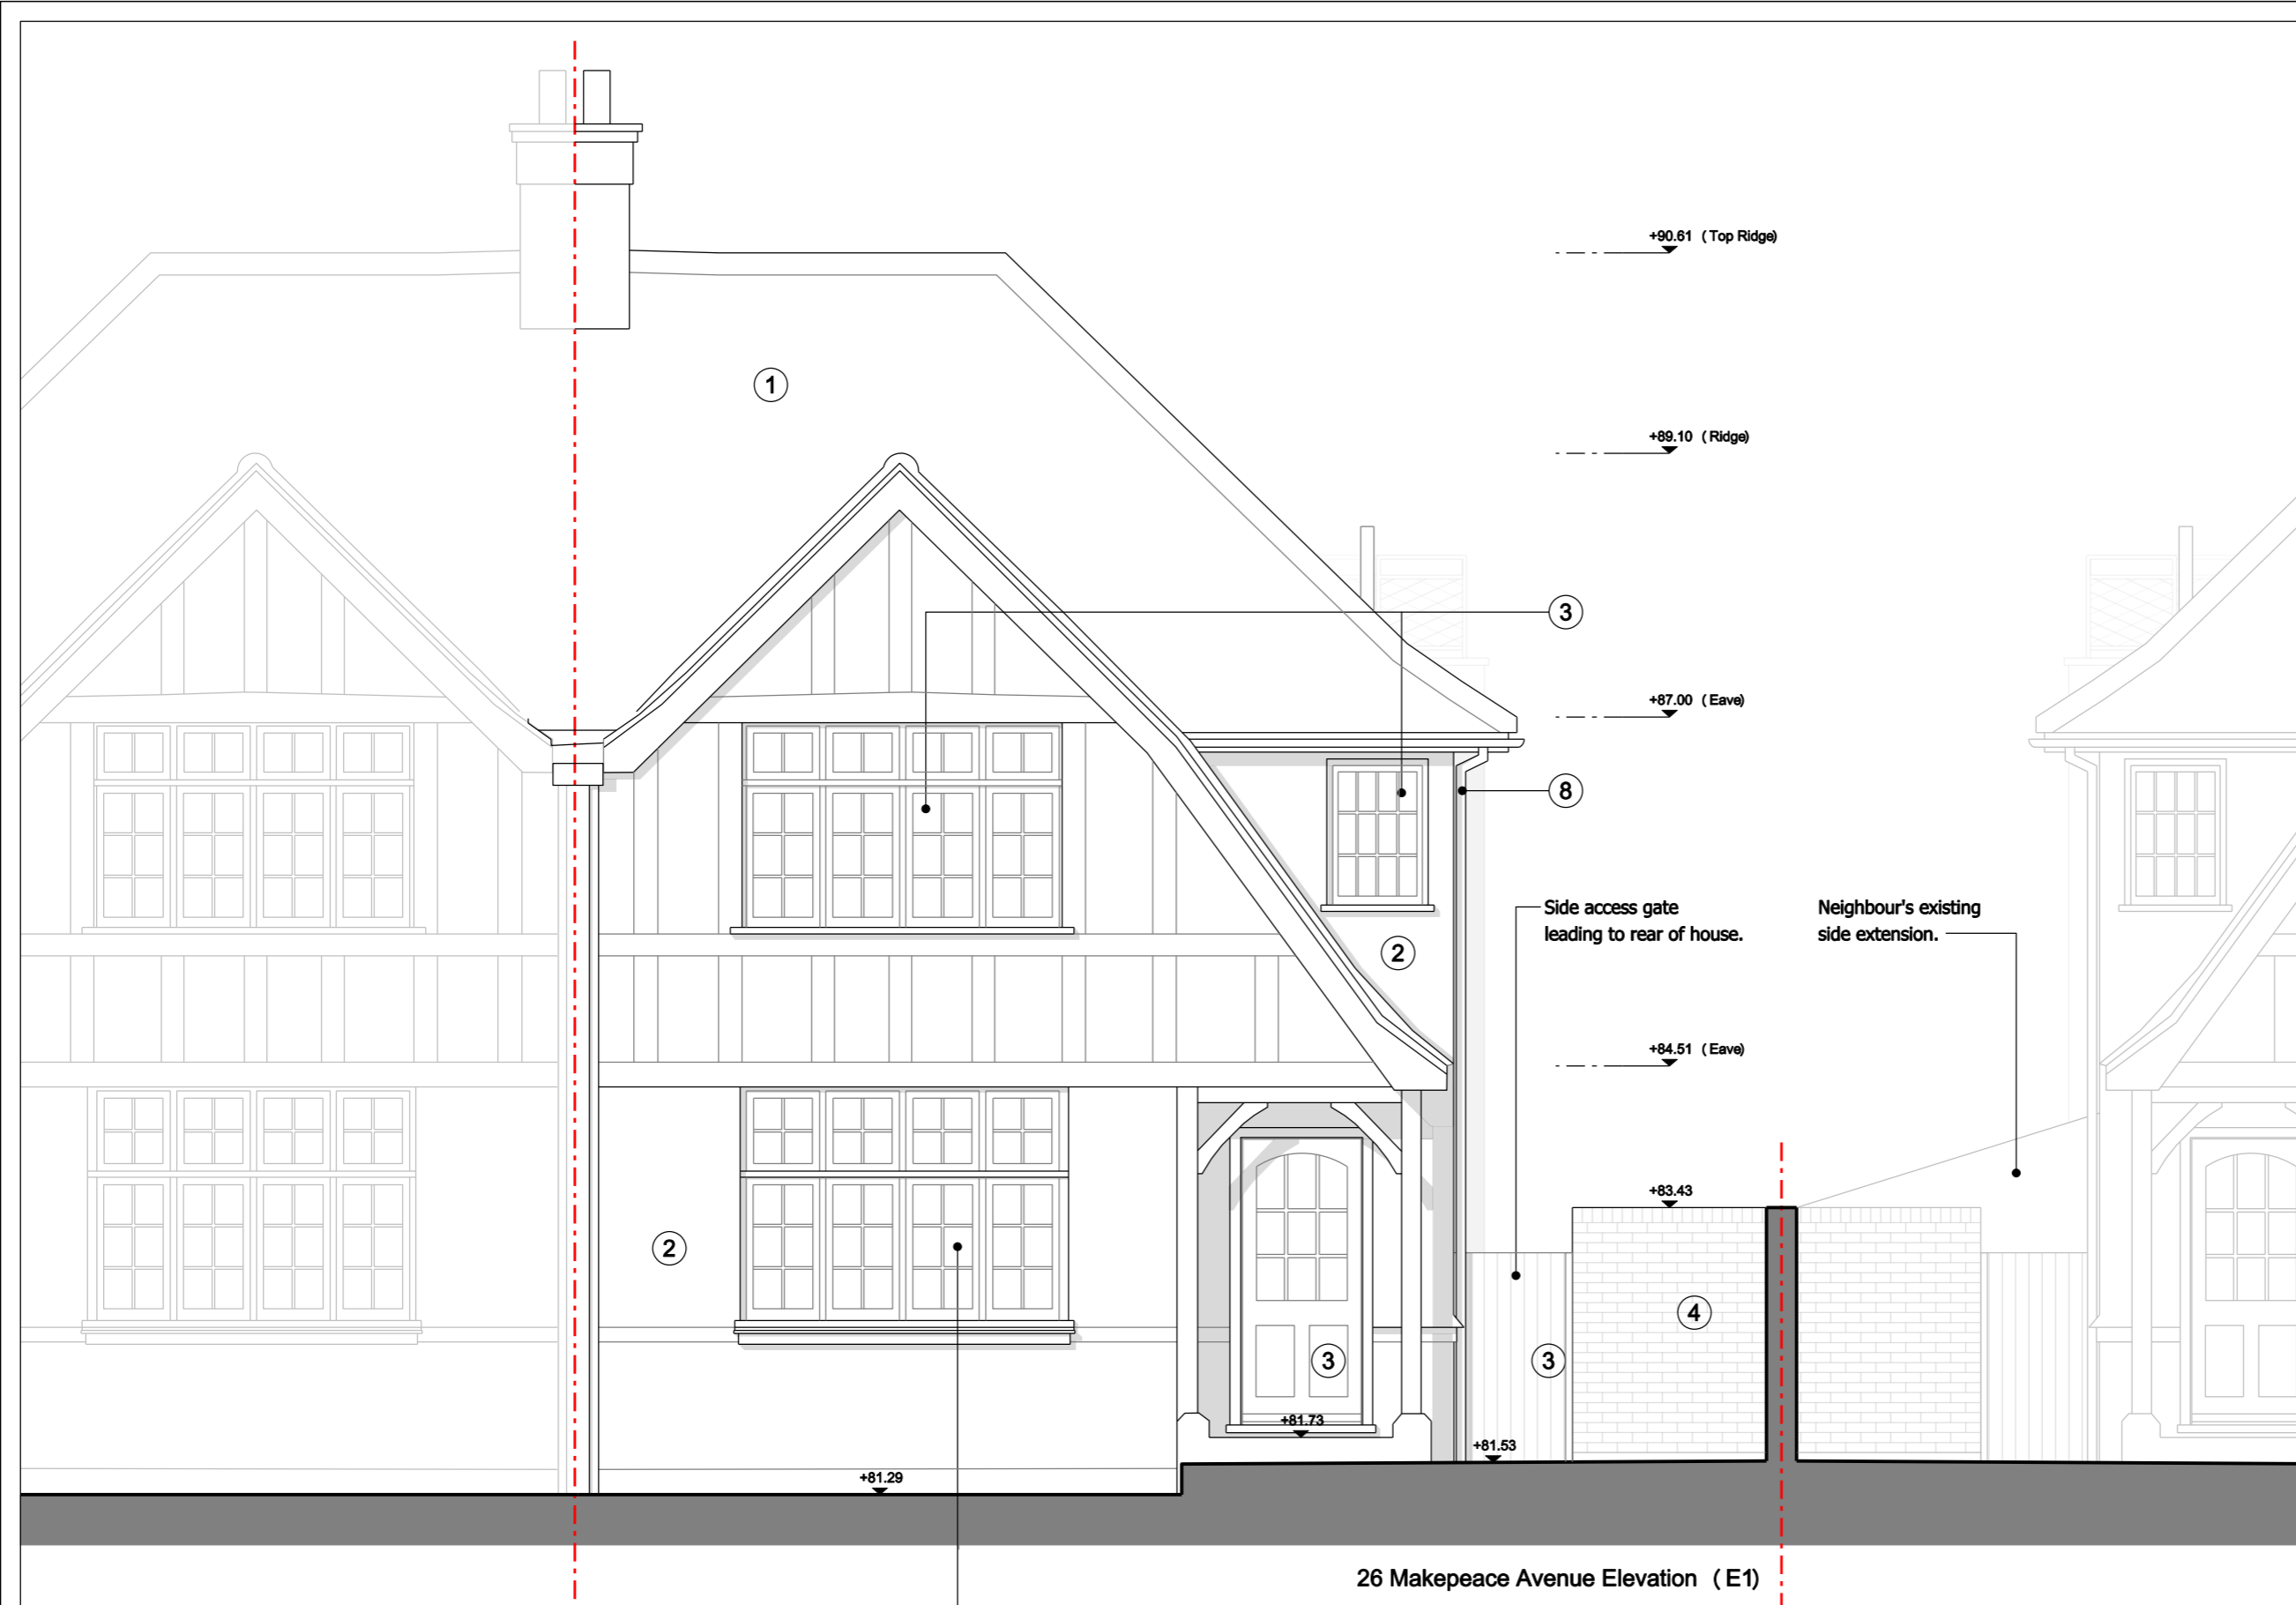 +90.61 ( Top Ridge)
1
+89.10 ( Ridge)
3
+87.00 ( Eave)
8
Side access gate
leading to rear of house.
Neighbour's existing
side extension.
2
+84.51 ( Eave)
+83.43
2
4
3
3
+81.73
+81.53
+81.29
26 Makepeace Avenue Elevation ( E1)